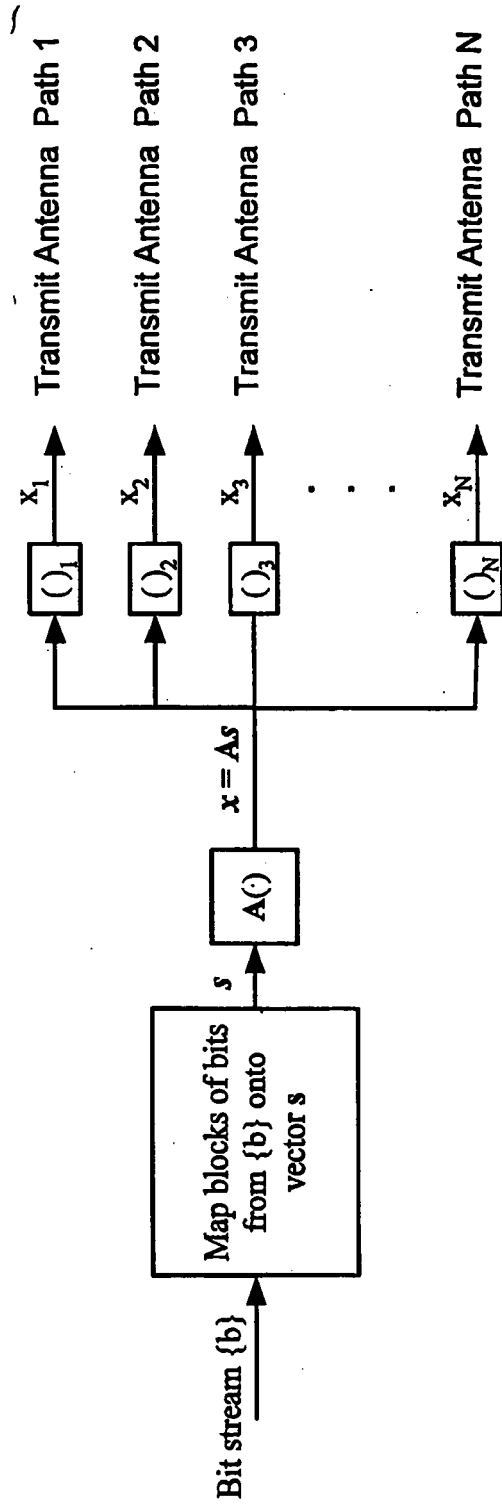 Bit stream {b}
Map blocks of bits
from {b} onto
vector s
s
A(·)
x = As
( )₁
x₁
Transmit Antenna Path 1
( )₂
x₂
Transmit Antenna Path 2
( )₃
x₃
Transmit Antenna Path 3
. . .
( )N
xN
Transmit Antenna Path N